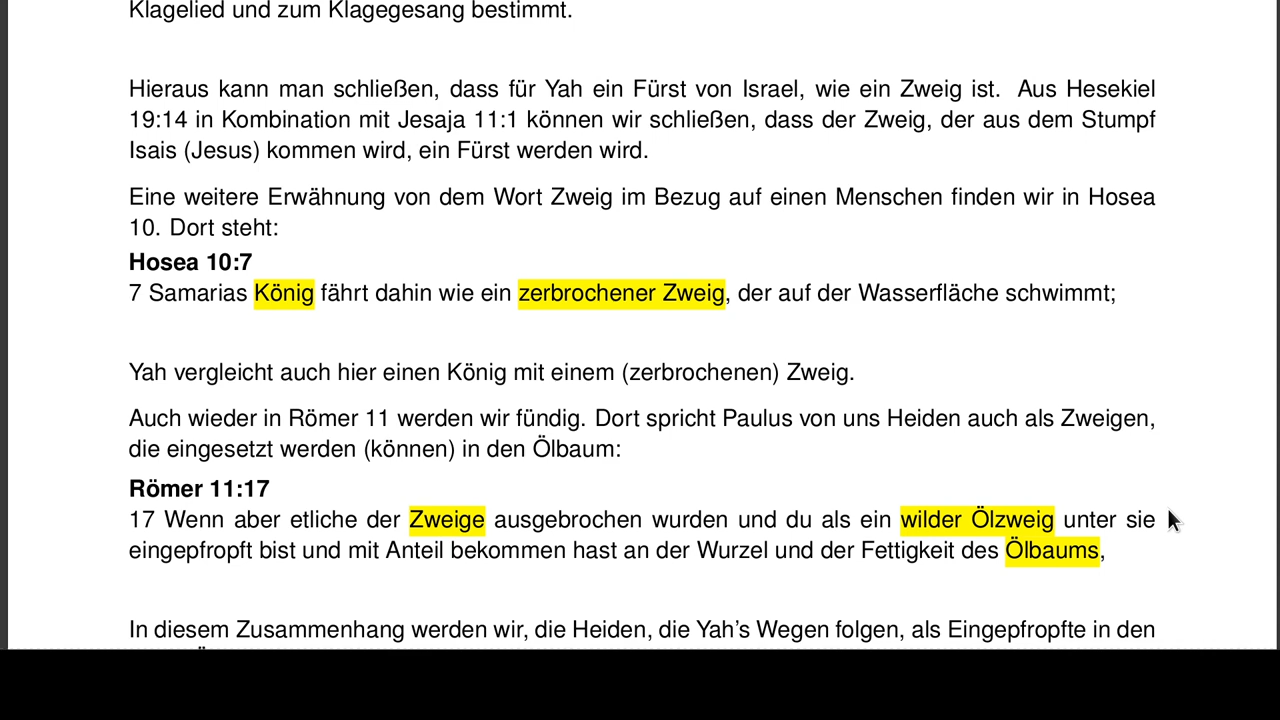 Klagelied und zum Klagegesang bestimmt.
Hieraus kann man schließen, dass für Yah ein Fürst von Israel, wie ein Zweig ist. Aus Hesekiel
19:14 in Kombination mit Jesaja 11:1 können wir schließen, dass der Zweig, der aus dem Stumpf
Isais (Jesus) kommen wird, ein Fürst werden wird.
Eine weitere Erwähnung von dem Wort Zweig im Bezug auf einen Menschen finden wir in Hosea
10. Dort steht:
Hosea 10:7
7 Samarias König fährt dahin wie ein zerbrochener Zweig, der auf der Wasserfläche schwimmt;
Yah vergleicht auch hier einen König mit einem (zerbrochenen) Zweig.
Auch wieder in Römer 11 werden wir fündig. Dort spricht Paulus von uns Heiden auch als Zweigen,
die eingesetzt werden (können) in den Ölbaum:
Römer 11:17
17 Wenn aber etliche der Zweige ausgebrochen wurden und du als ein wilder Ölzweig unter sie
eingepfropft bist und mit Anteil bekommen hast an der Wurzel und der Fettigkeit des Ölbaums,
In diesem Zusammenhang werden wir, die Heiden, die Yah's Wegen folgen, als Eingepfropfte in den